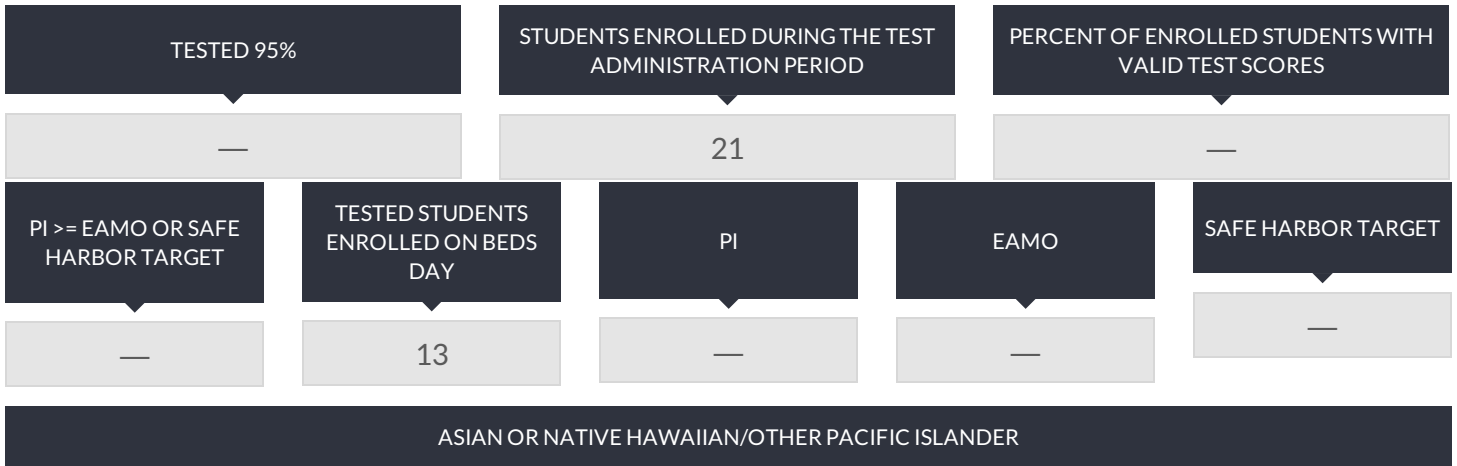 TESTED 95%
STUDENTS ENROLLED DURING THE TEST
ADMINISTRATION PERIOD
PERCENT OF ENROLLED STUDENTS WITH
VALID TEST SCORES
—
21
—
PI >= EAMO OR SAFE
HARBOR TARGET
TESTED STUDENTS
ENROLLED ON BEDS
DAY
PI
EAMO
SAFE HARBOR TARGET
—
13
—
—
—
ASIAN OR NATIVE HAWAIIAN/OTHER PACIFIC ISLANDER